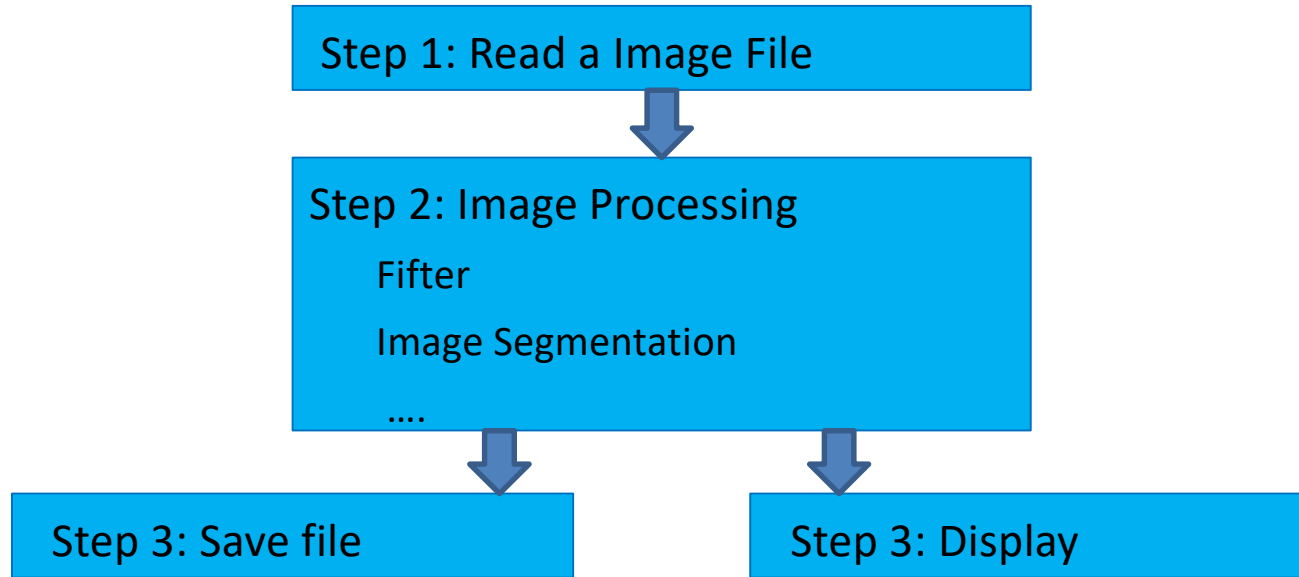 Step 1: Read a Image File
Step 2: Image Processing
Fifter
Image Segmentation
....
Step 3: Save file
Step 3: Display